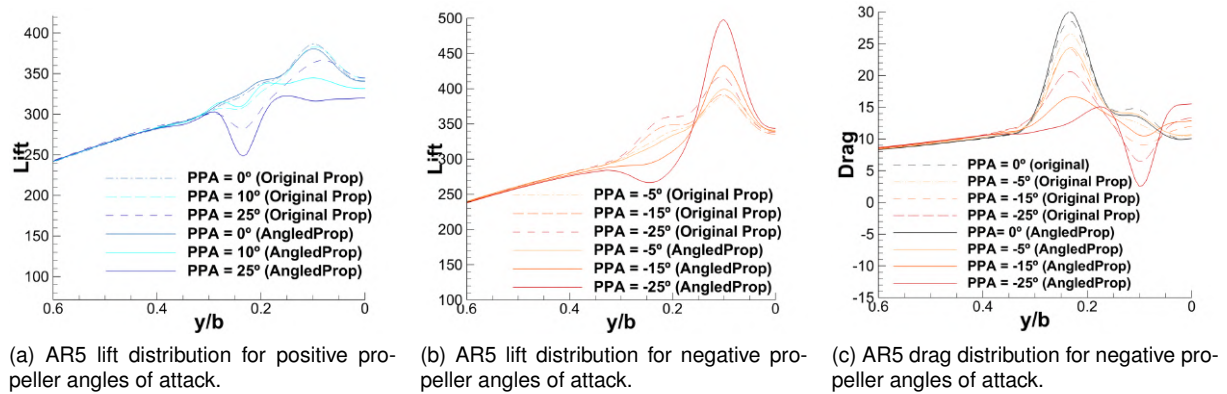 400
350
300
250
200
150
100
Lift
PPA = 0º (Original Prop)
PPA = 10º (Original Prop)
PPA = 25º (Original Prop)
PPA = 0º (AngledProp)
PPA = 10º (AngledProp)
PPA = 25º (AngledProp)
0.6
0.4
0.2
0
y/b
(a) AR5 lift distribution for positive pro-
peller angles of attack.
500
450
400
350
300
250
200
150
100
Lift
PPA = -5º (Original Prop)
PPA = -15º (Original Prop)
PPA = -25º (Original Prop)
PPA = -5º (AngledProp)
PPA = -15º (AngledProp)
PPA = -25º (AngledProp)
0.6
0.4
0.2
0
y/b
(b) AR5 lift distribution for negative pro-
peller angles of attack.
30
25
20
15
10
5
0
-5
-10
-15
Drag
PPA = 0º (original)
PPA = -5º (Original Prop)
PPA = -15º (Original Prop)
PPA = -25º (Original Prop)
PPA= 0º (AngledProp)
PPA = -5º (AngledProp)
PPA = -15º (AngledProp)
PPA = -25º (AngledProp)
0.6
0.4
0.2
0
y/b
(c) AR5 drag distribution for negative pro-
peller angles of attack.